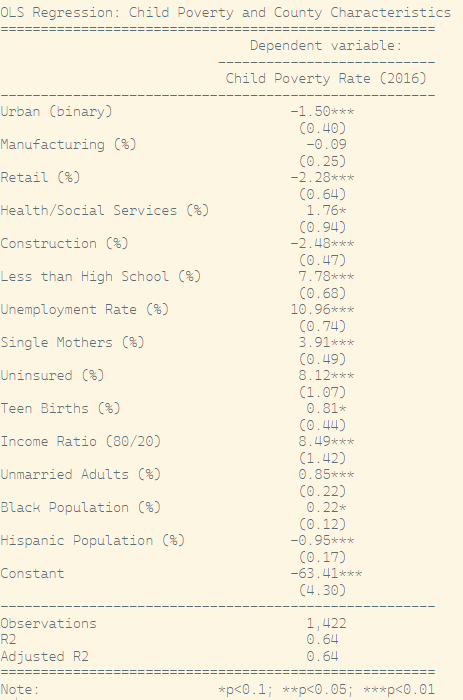 OLS Regression: Child Poverty and County Characteristics
======================================================
Dependent variable:
---------------------------
Child Poverty Rate (2016)
------------------------------------------------------
Urban (binary) -1.50***
(0.40)
Manufacturing (%) -0.09
(0.25)
Retail (%) -2.28***
(0.64)
Health/Social Services (%) 1.76*
(0.94)
Construction (%) -2.48***
(0.47)
Less than High School (%) 7.78***
(0.68)
Unemployment Rate (%) 10.96***
(0.74)
Single Mothers (%) 3.91***
(0.49)
Uninsured (%) 8.12***
(1.07)
Teen Births (%) 0.81*
(0.44)
Income Ratio (80/20) 8.49***
(1.42)
Unmarried Adults (%) 0.85***
(0.22)
Black Population (%) 0.22*
(0.12)
Hispanic Population (%) -0.95***
(0.17)
Constant -63.41***
(4.30)
------------------------------------------------------
Observations 1,422
R2 0.64
Adjusted R2 0.64
======================================================
Note: *p<0.1; **p<0.05; ***p<0.01